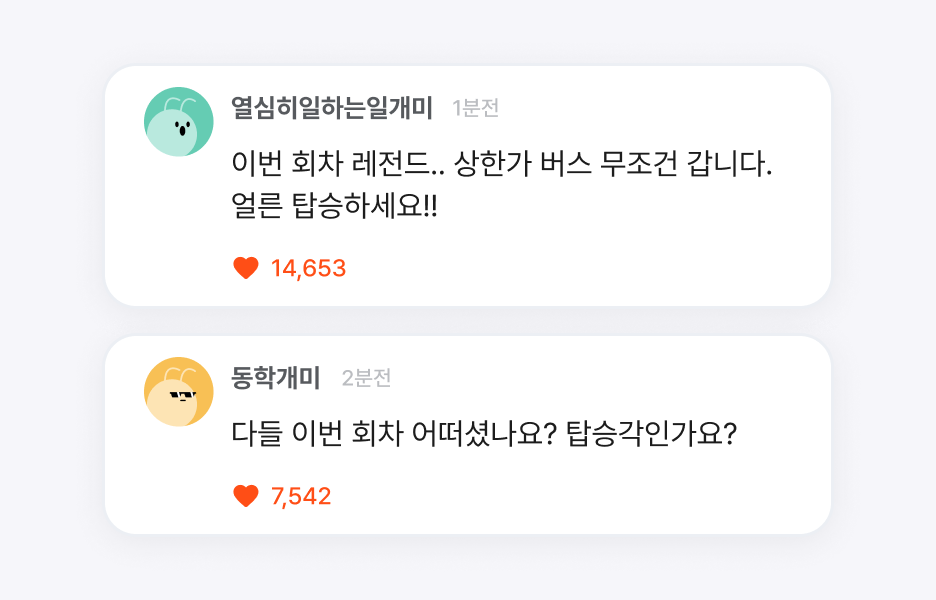 열심히일하는일개미 1분전
이번 회차 레전드.. 상한가 버스 무조건 갑니다.
얼른 탑승하세요!!
14,653
동학개미 2분전
다들 이번 회차 어떠셨나요? 탑승각인가요?
7,542